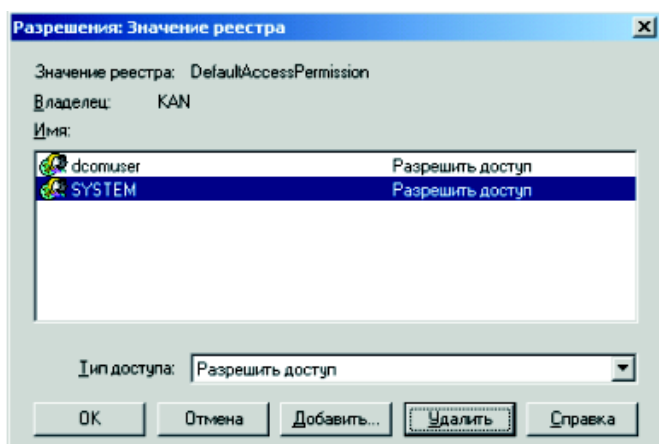 Разрешения: Значение реестра
Значение реестра: DefaultAccessPermission
Владелец: KAN
Имя:
dcomuser Разрешить доступ
SYSTEM Разрешить доступ
Тип доступа: Разрешить доступ
OK Отмена Добавить... Удалить Справка